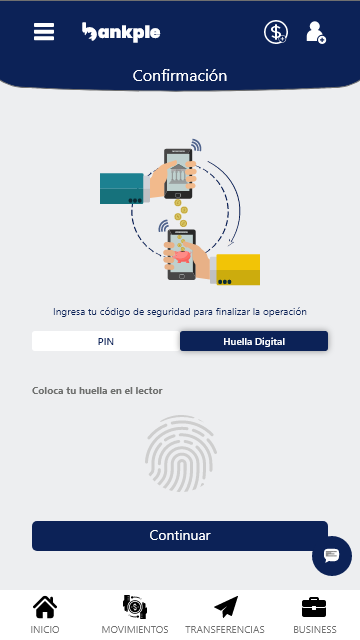 bankple
Confirmación
Ingresa tu código de seguridad para finalizar la operación
PIN
Huella Digital
Coloca tu huella en el lector
Continuar
INICIO
MOVIMIENTOS
TRANSFERENCIAS
BUSINESS